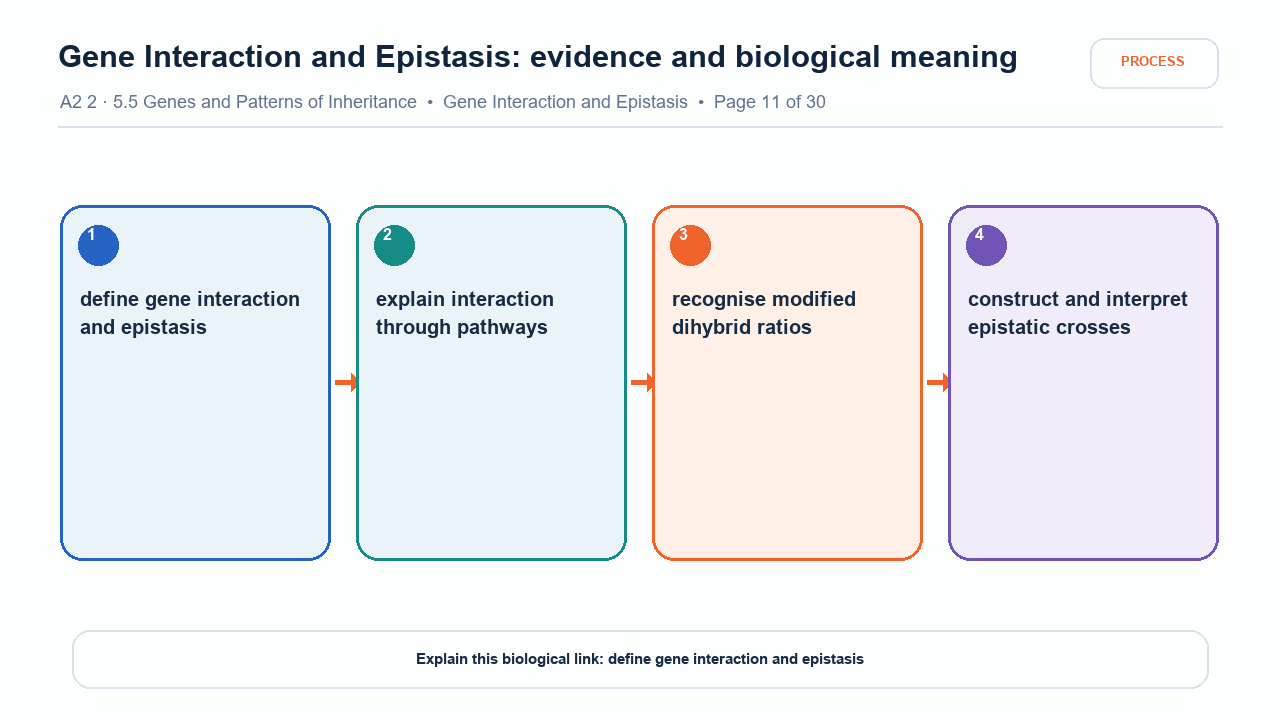 Gene Interaction and Epistasis: evidence and biological meaning
PROCESS
A2 2 · 5.5 Genes and Patterns of Inheritance • Gene Interaction and Epistasis • Page 11 of 30
1
define gene interaction
and epistasis
2
explain interaction
through pathways
3
recognise modified
dihybrid ratios
4
construct and interpret
epistatic crosses
Explain this biological link: define gene interaction and epistasis